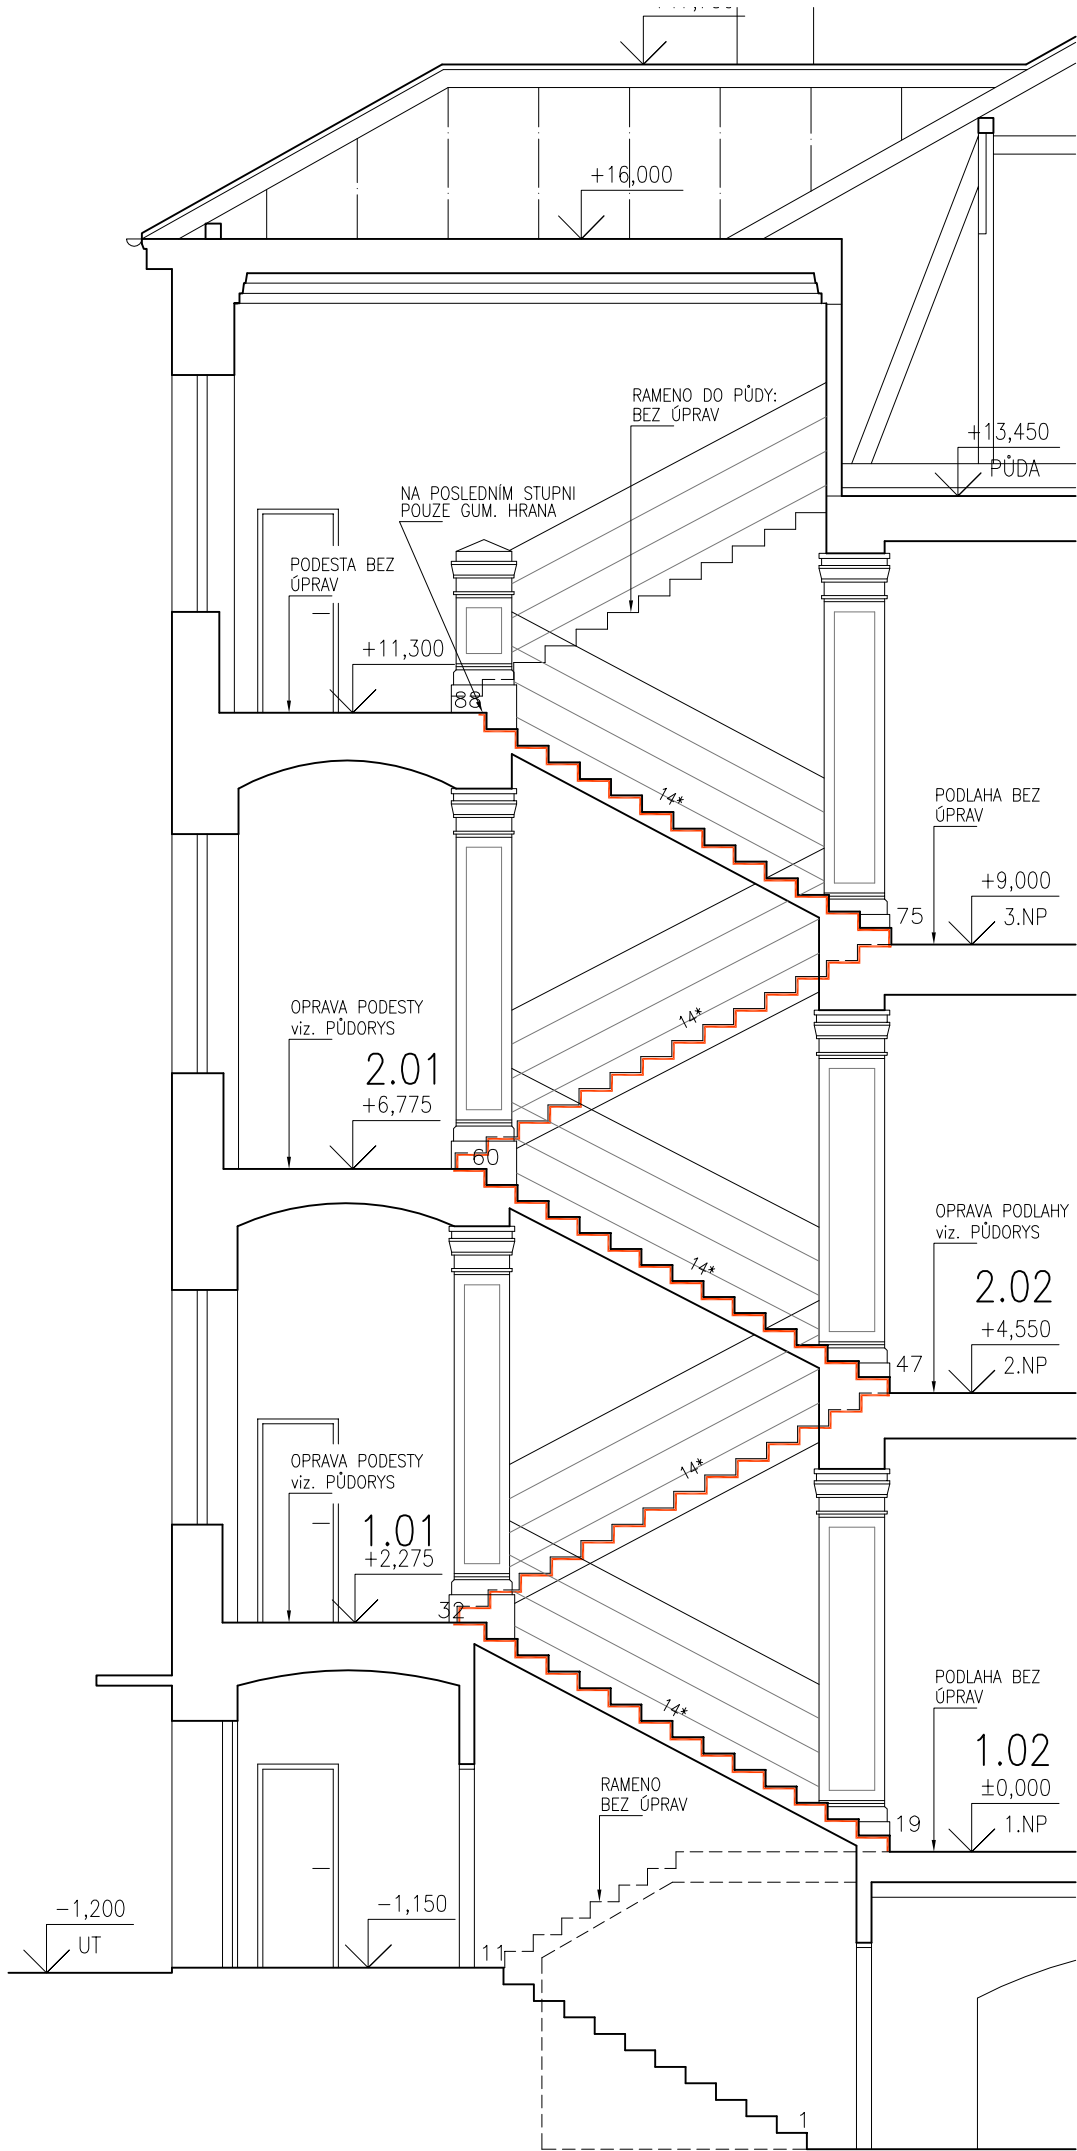 +16,000
RAMENO DO PŮDY:
BEZ ÚPRAV
+13,450
PŮDA
NA POSLEDNÍM STUPNI
POUZE GUM. HRANA
PODESTA BEZ
ÚPRAV
+11,300
88
14*
PODLAHA BEZ
ÚPRAV
+9,000
3.NP
75
OPRAVA PODESTY
viz. PŮDORYS
2.01
+6,775
14*
60
OPRAVA PODLAHY
viz. PŮDORYS
2.02
+4,550
2.NP
14*
47
OPRAVA PODESTY
viz. PŮDORYS
1.01
+2,275
14*
32
PODLAHA BEZ
ÚPRAV
1.02
±0,000
1.NP
14*
19
RAMENO
BEZ ÚPRAV
-1,200
UT
-1,150
11
1